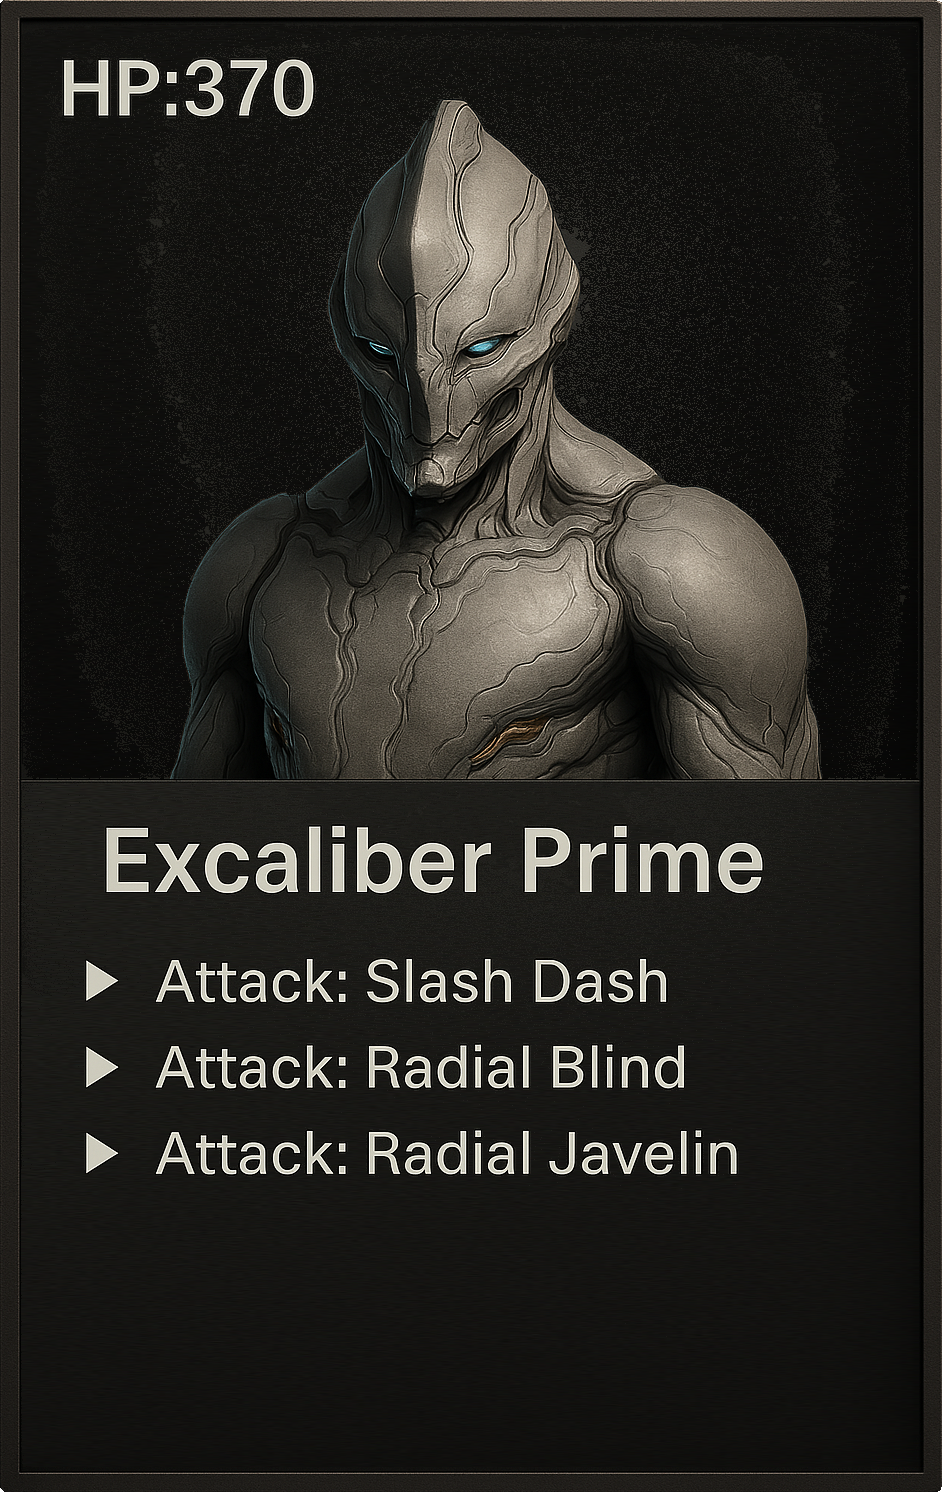 HP:370
Excaliber Prime
Attack: Slash Dash
Attack: Radial Blind
Attack: Radial Javelin